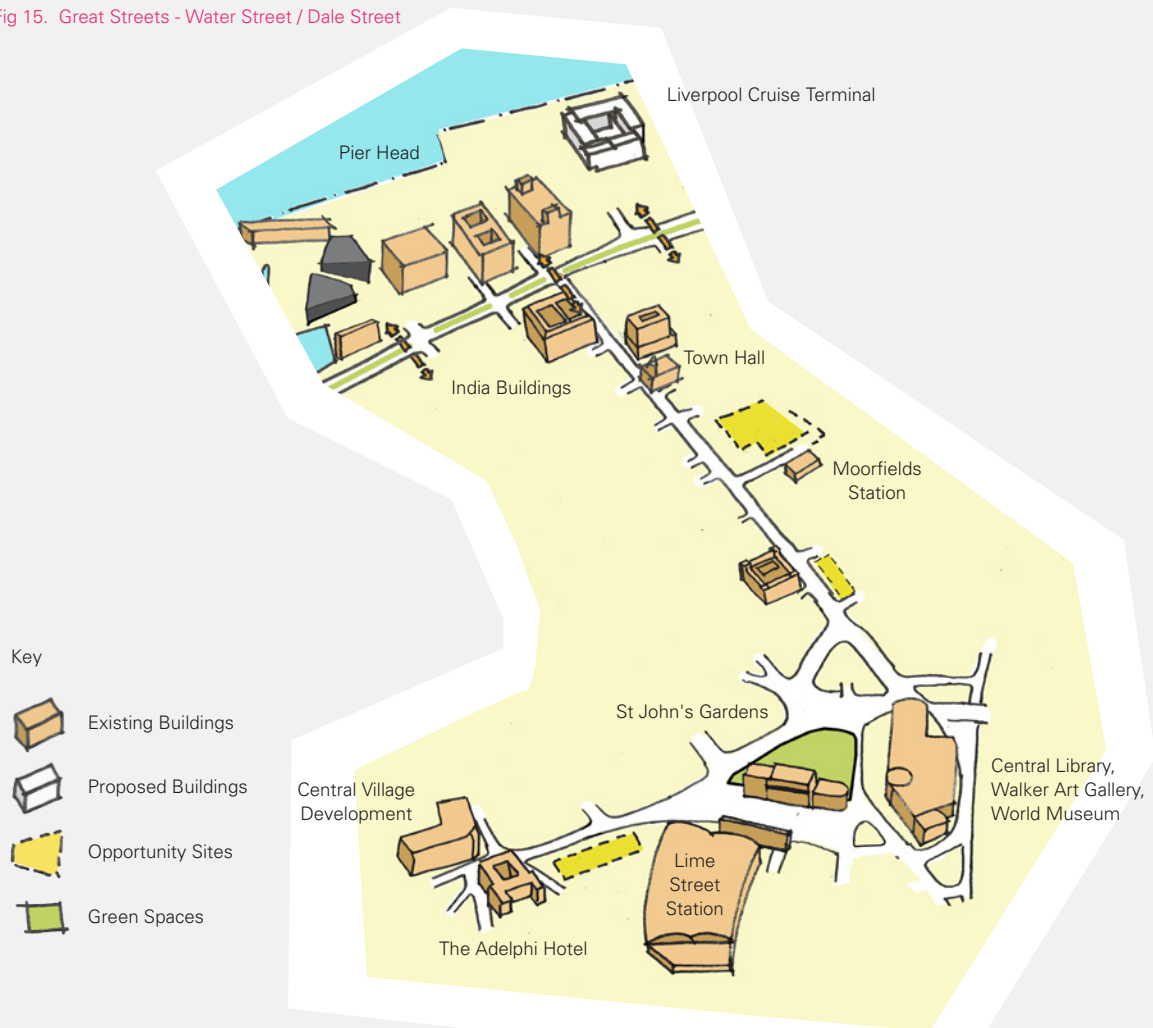 Fig 15. Great Streets - Water Street / Dale Street
Liverpool Cruise Terminal
Pier Head
Town Hall
India Buildings
Moorfields
Station
Key
Existing Buildings
Proposed Buildings
Opportunity Sites
Green Spaces
St John's Gardens
Central Village
Development
Central Library,
Walker Art Gallery,
World Museum
Lime
Street
Station
The Adelphi Hotel